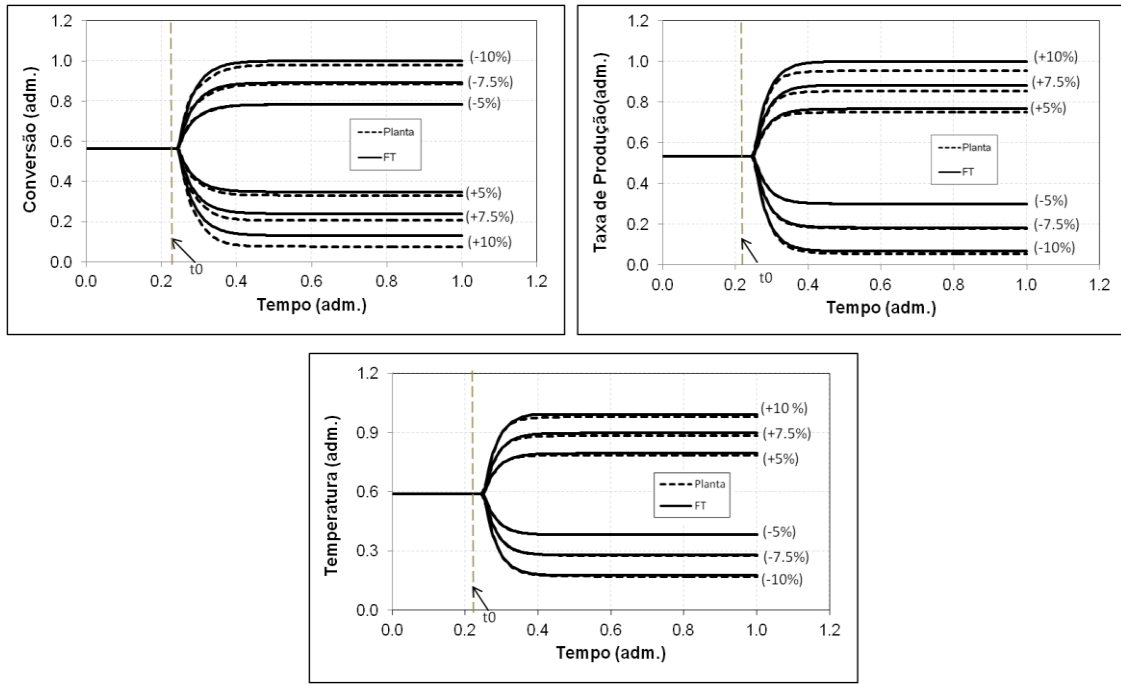 Conversão (adm.)
1.2
1.0
0.8
0.6
0.4
0.2
0.0
(-10%)
(-7.5%)
(-5%)
Planta
FT
(+5%)
(+7.5%)
(+10%)
t0
0.0 0.2 0.4 0.6 0.8 1.0 1.2
Tempo (adm.)
Taxa de Produção(adm.)
1.2
1.0
0.8
0.6
0.4
0.2
0.0
(+10%)
(+7.5%)
(+5%)
Planta
FT
(-5%)
(-7.5%)
(-10%)
t0
0.0 0.2 0.4 0.6 0.8 1.0 1.2
Tempo (adm.)
Temperatura (adm.)
1.2
0.9
0.6
0.3
0.0
(+10 %)
(+7.5%)
(+5%)
Planta
FT
(-5%)
(-7.5%)
(-10%)
t0
0.0 0.2 0.4 0.6 0.8 1.0 1.2
Tempo (adm.)